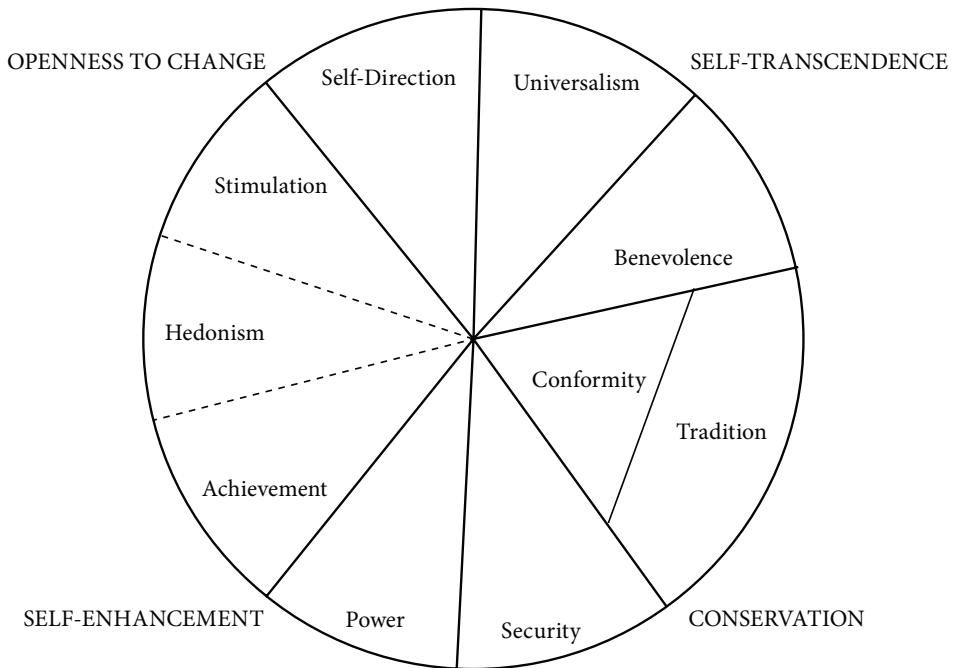 OPENNESS TO CHANGE
Self-Direction
Universalism
SELF-TRANSCENDENCE
Stimulation
Benevolence
Hedonism
Conformity
Tradition
Achievement
SELF-ENHANCEMENT
Power
Security
CONSERVATION